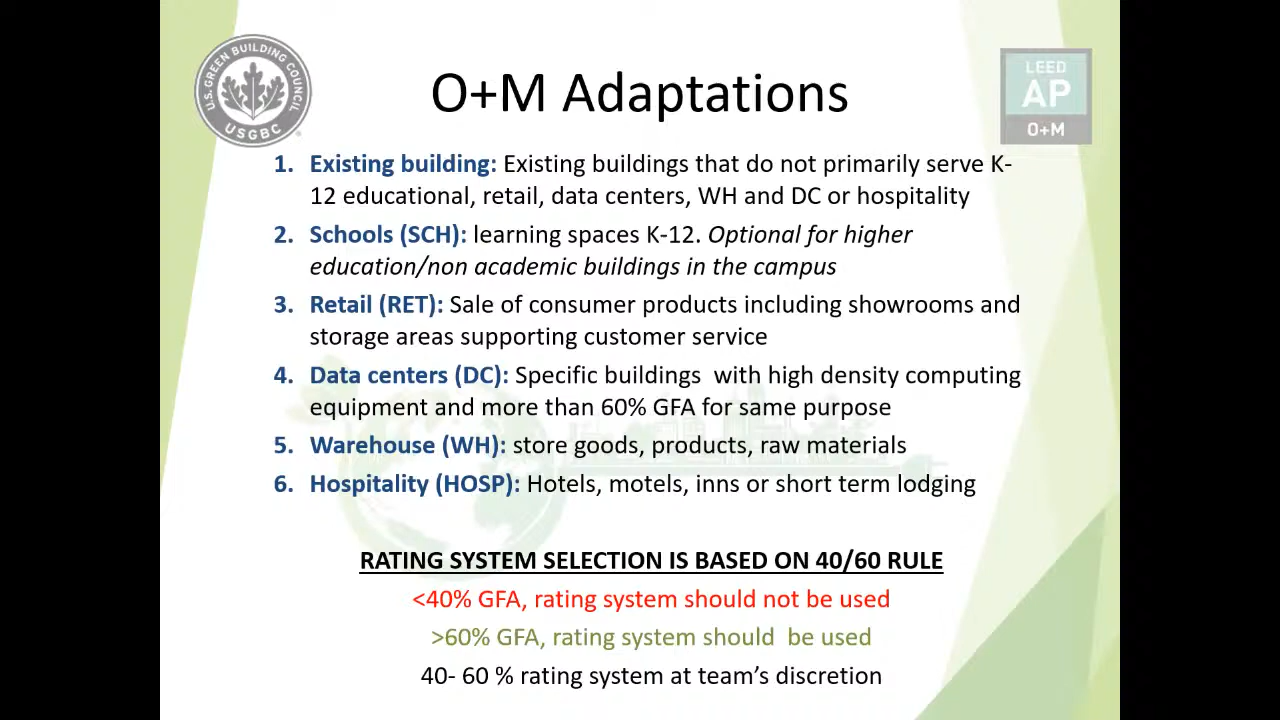 U.S. GREEN BUILDING COUNCIL
USGBC
O+M Adaptations
LEED
AP
O+M
1. Existing building: Existing buildings that do not primarily serve K-
12 educational, retail, data centers, WH and DC or hospitality
2. Schools (SCH): learning spaces K-12. Optional for higher
education/non academic buildings in the campus
3. Retail (RET): Sale of consumer products including showrooms and
storage areas supporting customer service
4. Data centers (DC): Specific buildings  with high density computing
equipment and more than 60% GFA for same purpose
5. Warehouse (WH): store goods, products, raw materials
6. Hospitality (HOSP): Hotels, motels, inns or short term lodging
RATING SYSTEM SELECTION IS BASED ON 40/60 RULE
<40% GFA, rating system should not be used
>60% GFA, rating system should  be used
40- 60 % rating system at team’s discretion